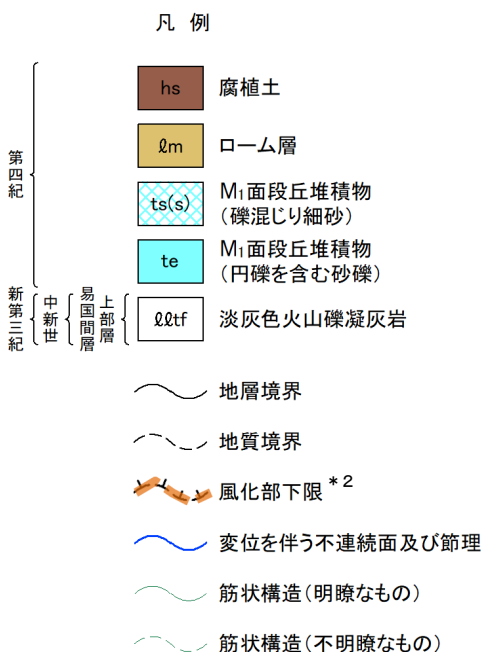 凡 例
第四紀
hs 腐植土
ℓm ローム層
ts(s) M₁面段丘堆積物
(礫混じり細砂)
te M₁面段丘堆積物
(円礫を含む砂礫)
新第三紀 中新世 易国間層 上部層 ℓℓtf 淡灰色火山礫凝灰岩
地層境界
地質境界
風化部下限*2
変位を伴う不連続面及び節理
筋状構造(明瞭なもの)
筋状構造(不明瞭なもの)